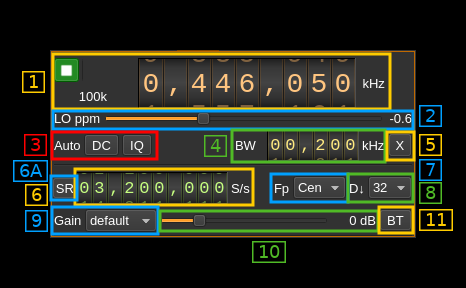 1
0,446,050 kHz
100k
LO ppm -0.6 2
3 Auto DC IQ 4 BW 00,200 kHz X 5
6A 7
6 SR 03,200,000 S/s Fp Cen D↓ 32 8
9 Gain default 0 dB BT 11
10